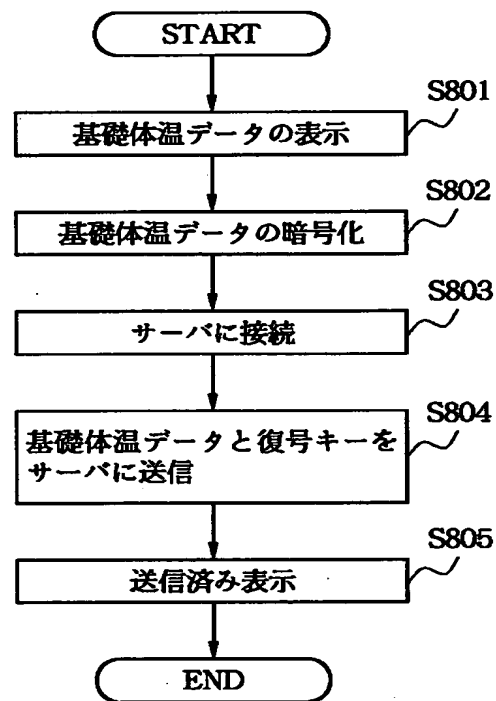 START
S801
基礎体温データの表示
S802
基礎体温データの暗号化
S803
サーバに接続
S804
基礎体温データと復号キーを
サーバに送信
S805
送信済み表示
END